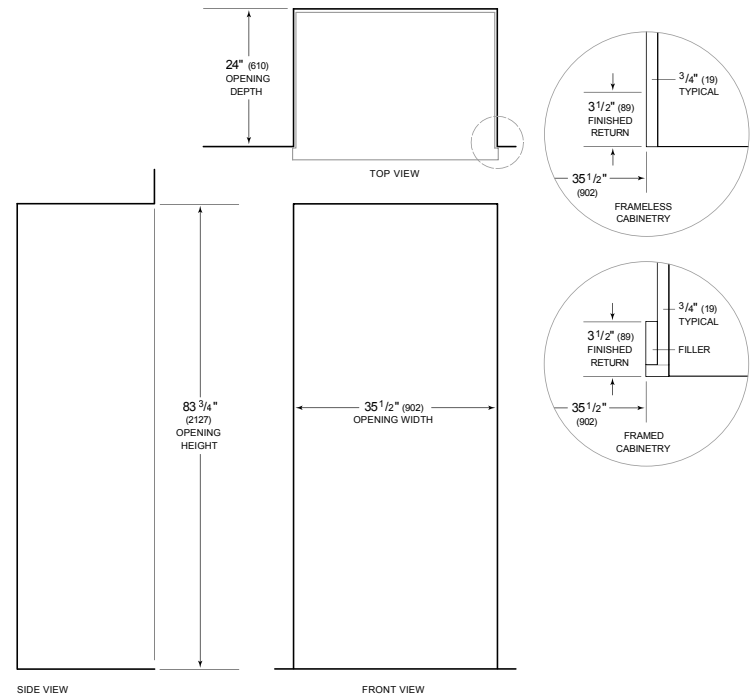 24" (610)
OPENING
DEPTH
TOP VIEW
3/4" (19)
TYPICAL
3 1/2" (89)
FINISHED
RETURN
35 1/2"
(902)
FRAMELESS
CABINETRY
3/4" (19)
TYPICAL
3 1/2" (89)
FINISHED
RETURN
FILLER
35 1/2"
(902)
FRAMED
CABINETRY
83 3/4"
(2127)
OPENING
HEIGHT
35 1/2" (902)
OPENING WIDTH
SIDE VIEW
FRONT VIEW